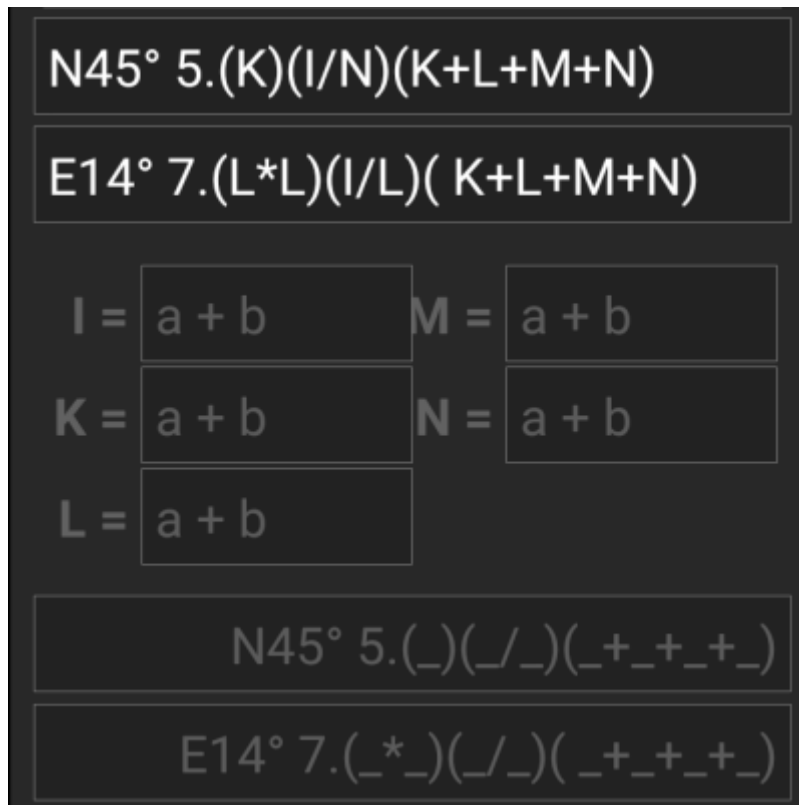 N45° 5.(K)(I/N)(K+L+M+N)
E14° 7.(L*L)(I/L)( K+L+M+N)
I = a + b M = a + b
K = a + b N = a + b
L = a + b
N45° 5.(_)(_/_)(_+_+_+_)
E14° 7.(_*_)(_/_)( _+_+_+_)